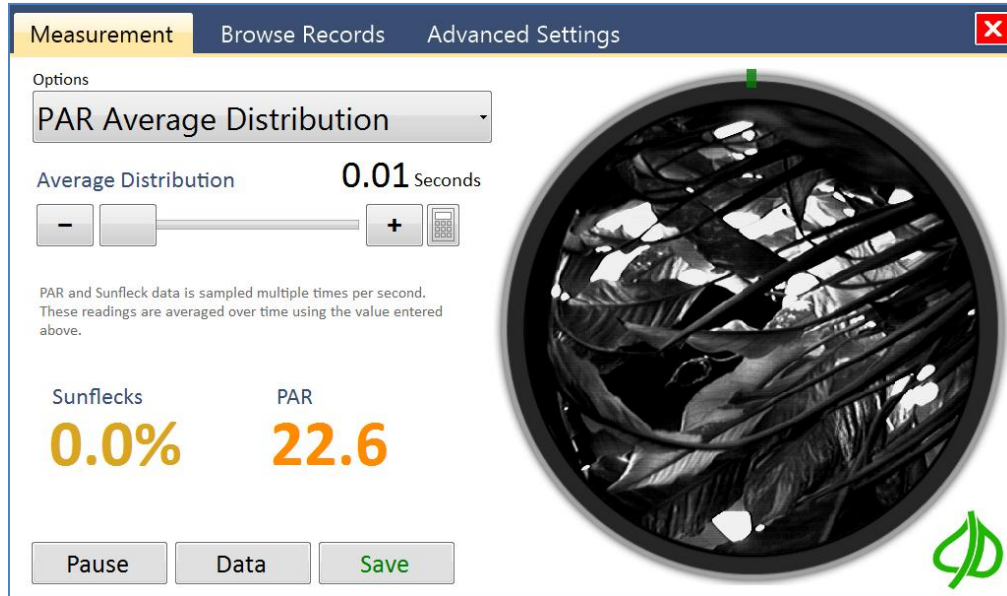 Measurement Browse Records Advanced Settings
Options
PAR Average Distribution
Average Distribution 0.01 Seconds
- +
PAR and Sunfleck data is sampled multiple times per second.
These readings are averaged over time using the value entered
above.
Sunflecks PAR
0.0% 22.6
Pause Data Save